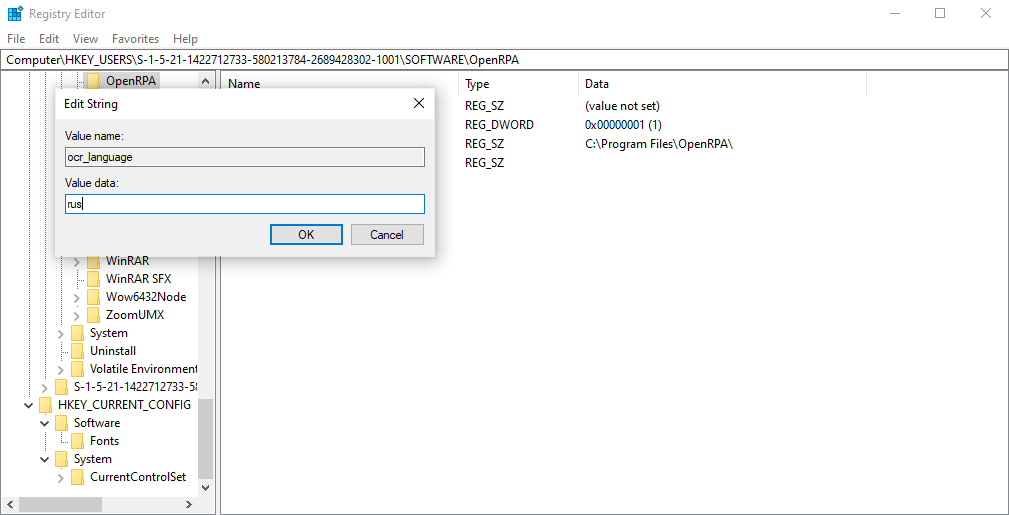 Registry Editor
File Edit View Favorites Help
Computer\HKEY_USERS\S-1-5-21-1422712733-580213784-2689428302-1001\SOFTWARE\OpenRPA
OpenRPA
Name Type Data
REG_SZ (value not set)
REG_DWORD 0x00000001 (1)
REG_SZ C:\Program Files\OpenRPA\
REG_SZ
Edit String
Value name:
ocr_language
Value data:
rus
OK Cancel
WinRAR
WinRAR SFX
Wow6432Node
ZoomUMX
System
Uninstall
Volatile Environment
S-1-5-21-1422712733-58
HKEY_CURRENT_CONFIG
Software
Fonts
System
CurrentControlSet